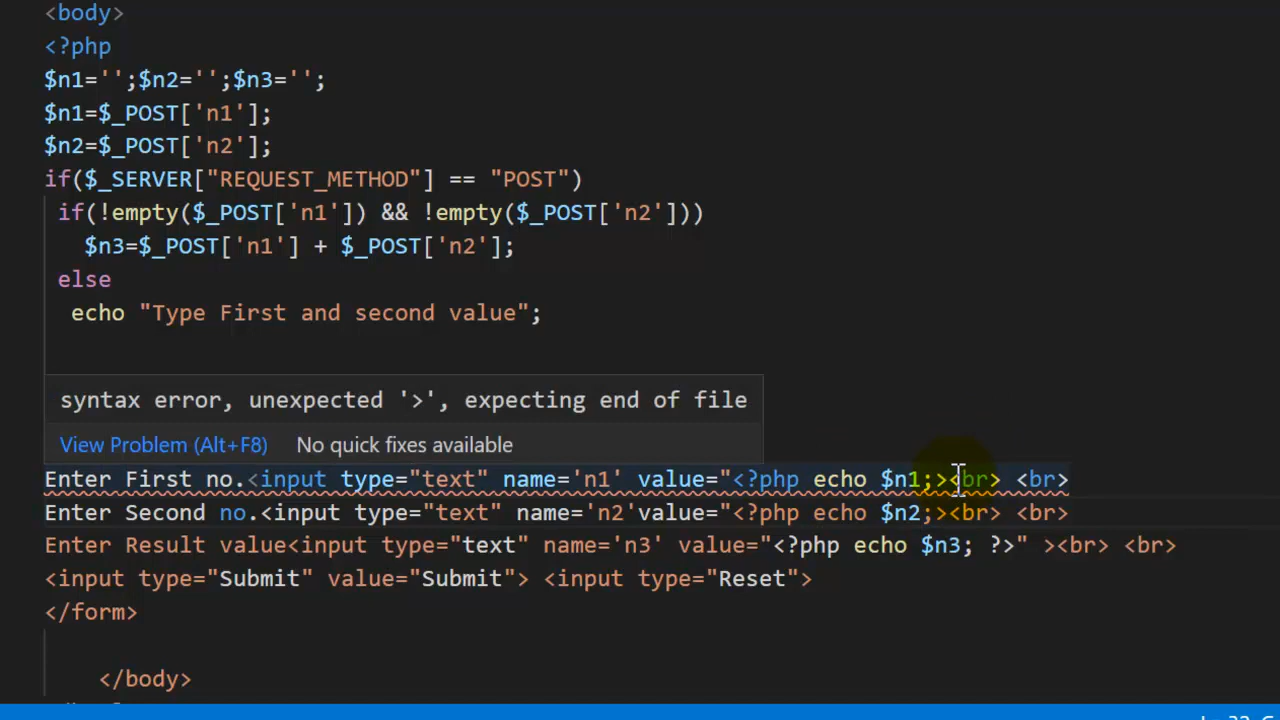 <body>
<?php
$n1='';$n2='';$n3='';
$n1=$_POST['n1'];
$n2=$_POST['n2'];
if($_SERVER["REQUEST_METHOD"] == "POST")
if(!empty($_POST['n1']) && !empty($_POST['n2']))
$n3=$_POST['n1'] + $_POST['n2'];
else
echo "Type First and second value";
syntax error, unexpected '>', expecting end of file
View Problem (Alt+F8) No quick fixes available
Enter First no.<input type="text" name='n1' value="<?php echo $n1;><br> <br>
Enter Second no.<input type="text" name='n2'value="<?php echo $n2;><br> <br>
Enter Result value<input type="text" name='n3' value="<?php echo $n3; ?>" ><br> <br>
<input type="Submit" value="Submit"> <input type="Reset">
</form>
</body>